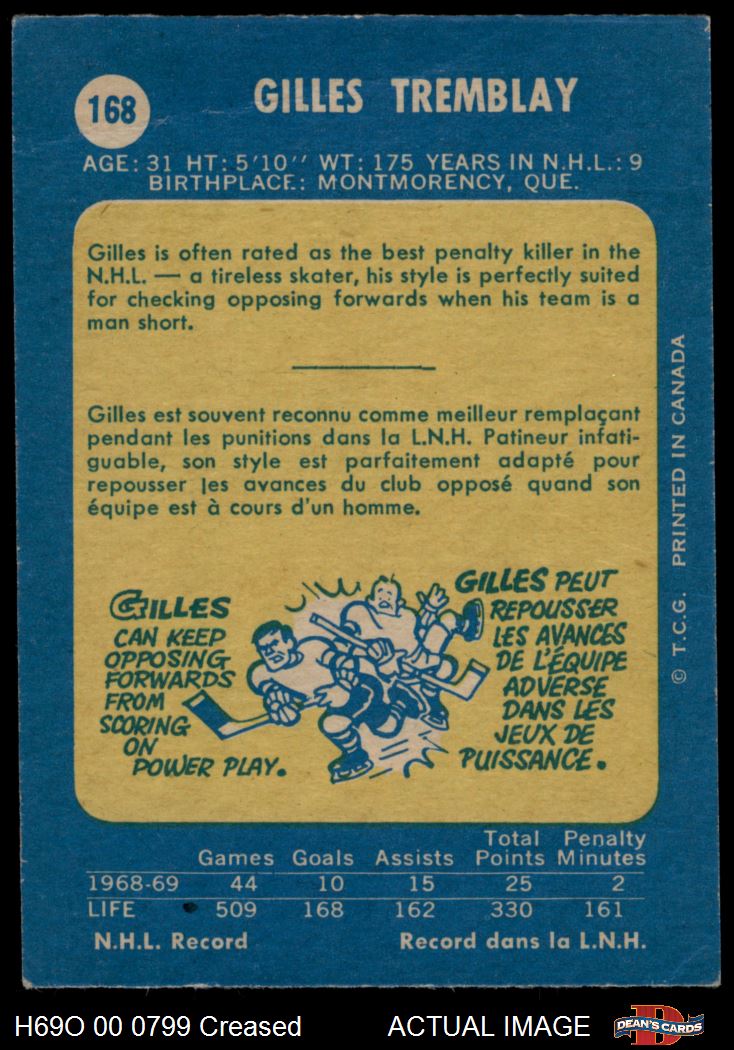 168
GILLES TREMBLAY
AGE: 31 HT: 5'10'' WT: 175 YEARS IN N.H.L.: 9
BIRTHPLACE: MONTMORENCY, QUE.
Gilles is often rated as the best penalty killer in the
N.H.L. — a tireless skater, his style is perfectly suited
for checking opposing forwards when his team is a
man short.
Gilles est souvent reconnu comme meilleur remplaçant
pendant les punitions dans la L.N.H. Patineur infati-
guable, son style est parfaitement adapté pour
repousser les avances du club opposé quand son
équipe est à cours d'un homme.
GILLES
CAN KEEP
OPPOSING
FORWARDS
FROM
SCORING
ON
POWER PLAY.
GILLES PEUT
REPOUSSER
LES AVANCES
DE L'ÉQUIPE
ADVERSE
DANS LES
JEUX DE
PUISSANCE.
© T.C.G. PRINTED IN CANADA
Total Penalty
Games Goals Assists Points Minutes
1968-69 44 10 15 25 2
LIFE 509 168 162 330 161
N.H.L. Record Record dans la L.N.H.
H69O 00 0799 Creased ACTUAL IMAGE
D
DEAN'S CARDS